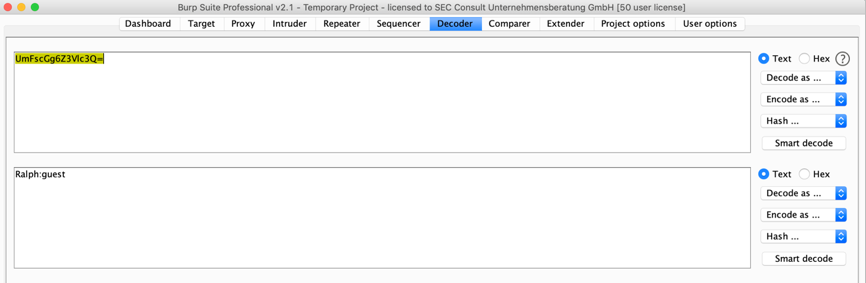 Burp Suite Professional v2.1 - Temporary Project - licensed to SEC Consult Unternehmensberatung GmbH [50 user license]
Dashboard Target Proxy Intruder Repeater Sequencer Decoder Comparer Extender Project options User options
UmFscGg6Z3Vlc3Q=
Text Hex ?
Decode as ...
Encode as ...
Hash ...
Smart decode
Ralph:guest
Text Hex
Decode as ...
Encode as ...
Hash ...
Smart decode